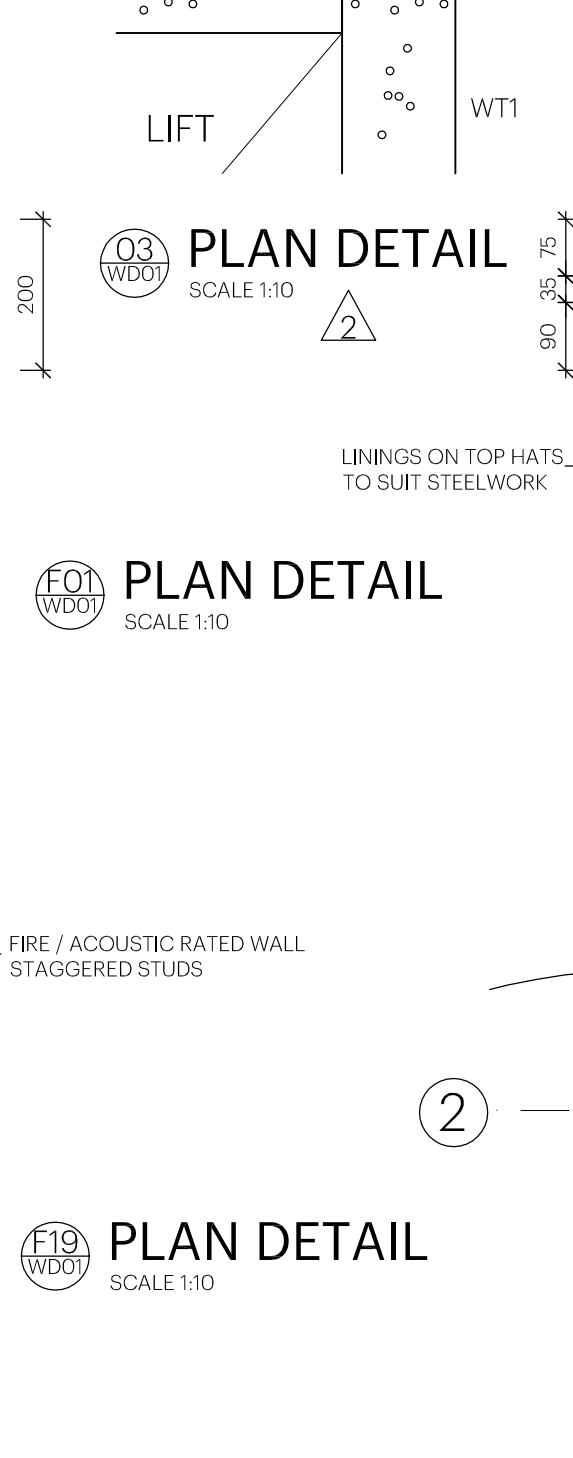 LIFT
WT1
200
03
WD01
PLAN DETAIL
SCALE 1:10
2
75
35
90
LININGS ON TOP HATS
TO SUIT STEELWORK
F01
WD01
PLAN DETAIL
SCALE 1:10
FIRE / ACOUSTIC RATED WALL
STAGGERED STUDS
2
F19
WD01
PLAN DETAIL
SCALE 1:10